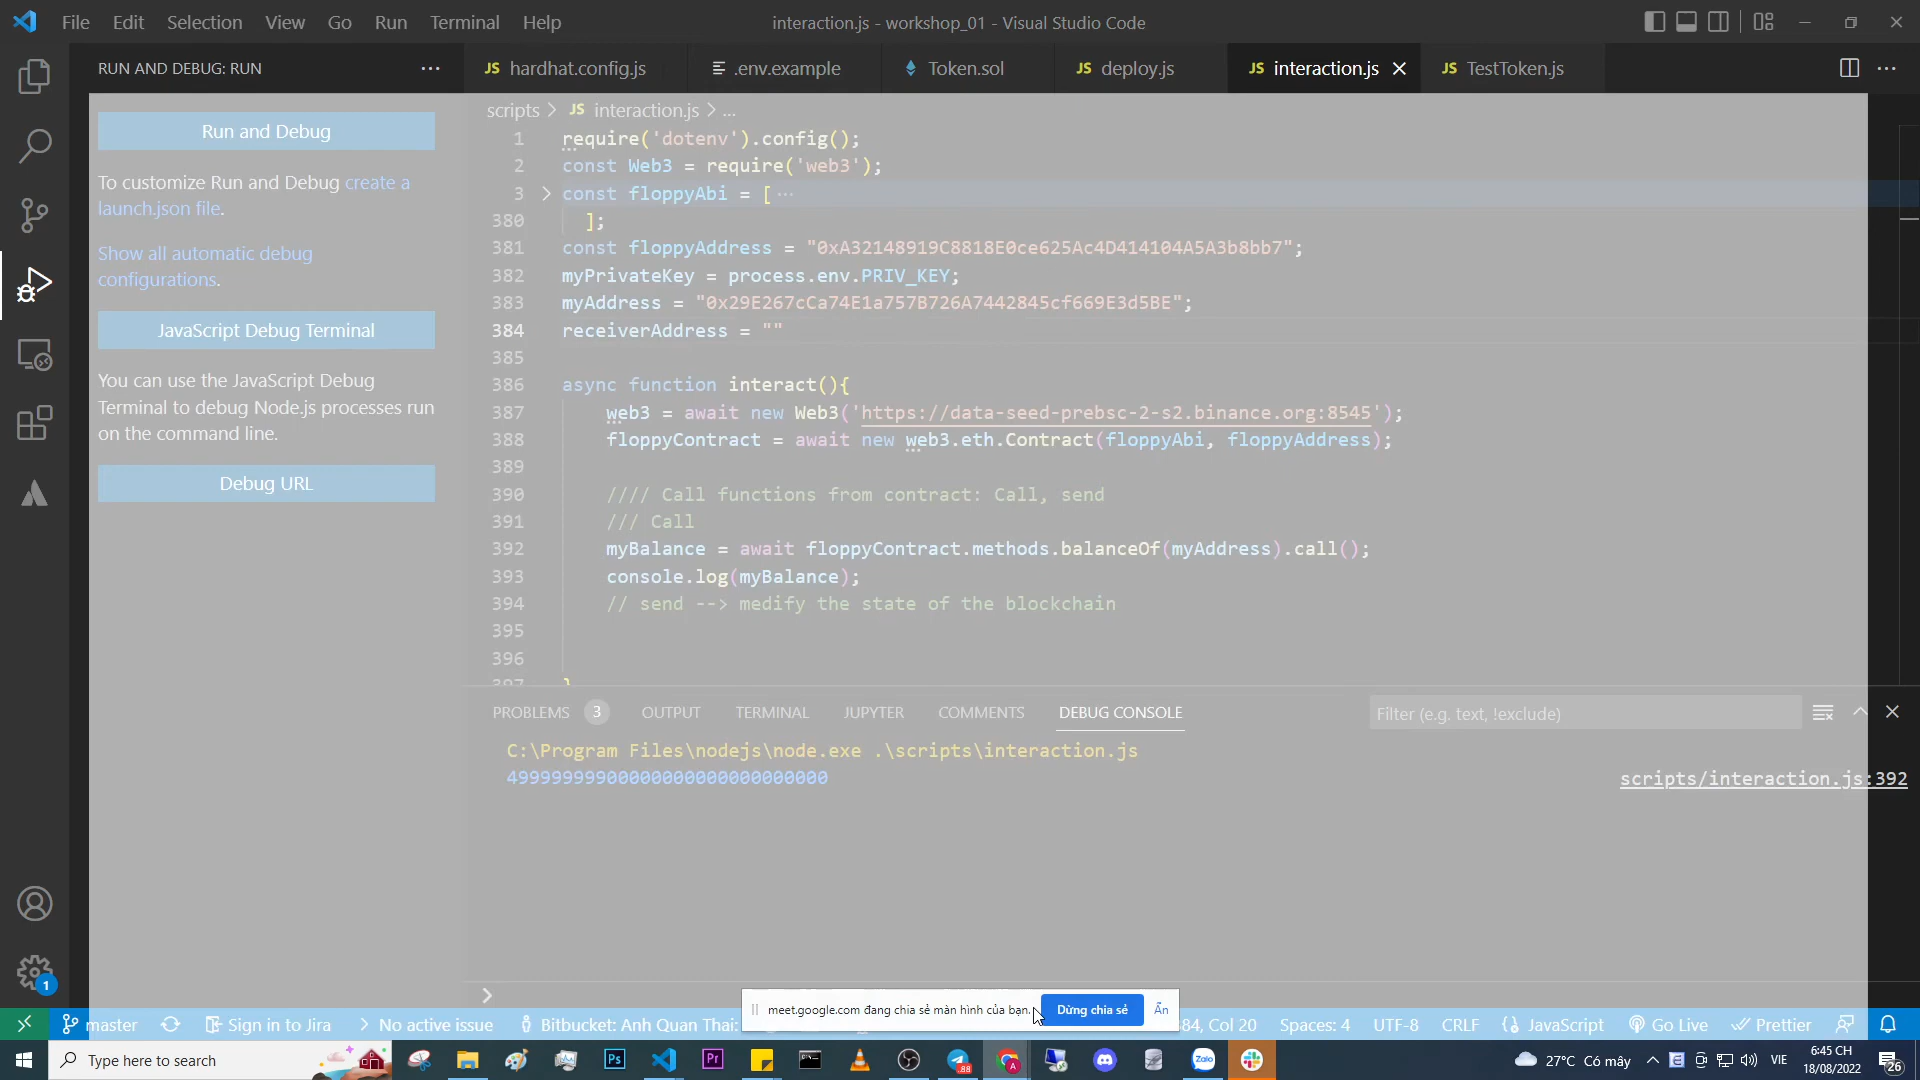 File Edit Selection View Go Run Terminal Help
interaction.js - workshop_01 - Visual Studio Code
RUN AND DEBUG: RUN
JS hardhat.config.js
.env.example
Token.sol
JS deploy.js
JS interaction.js
JS TestToken.js
Run and Debug
To customize Run and Debug create a
launch.json file.
Show all automatic debug
configurations.
JavaScript Debug Terminal
You can use the JavaScript Debug
Terminal to debug Node.js processes run
on the command line.
Debug URL
scripts > JS interaction.js > ...
1 require('dotenv').config();
2 const Web3 = require('web3');
3 const floppyAbi = [ ...
380 ];
381 const floppyAddress = "0xA32148919C8818E0ce625Ac4D414104A5A3b8bb7";
382 myPrivateKey = process.env.PRIV_KEY;
383 myAddress = "0x29E267cCa74E1a757B726A7442845cf669E3d5BE";
384 receiverAddress = ""
385
386 async function interact(){
387 web3 = await new Web3('https://data-seed-prebsc-2-s2.binance.org:8545');
388 floppyContract = await new web3.eth.Contract(floppyAbi, floppyAddress);
389
390 //// Call functions from contract: Call, send
391 /// Call
392 myBalance = await floppyContract.methods.balanceOf(myAddress).call();
393 console.log(myBalance);
394 // send --> medify the state of the blockchain
395
396
397 }
PROBLEMS 3 OUTPUT TERMINAL JUPYTER COMMENTS DEBUG CONSOLE
Filter (e.g. text, !exclude)
C:\Program Files\nodejs\node.exe .\scripts\interaction.js
scripts/interaction.js:392
meet.google.com đang chia sẻ màn hình của bạn.
Dừng chia sẻ
Ẩn
1
master
Sign in to Jira
No active issue
Bitbucket: Anh Quan Thai:
84, Col 20
Spaces: 4
UTF-8
CRLF
JavaScript
Go Live
Prettier
Type here to search
Ps
Pr
88
A
Zalo
27°C Có mây
VIE
6:45 CH
18/08/2022
26